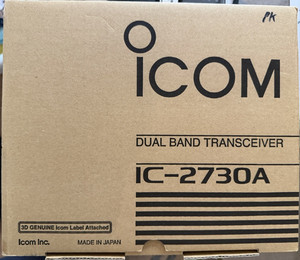 PK
ICOM
DUAL BAND TRANSCEIVER
IC-2730A
3D GENUINE Icom Label Attached
Icom Inc. MADE IN JAPAN